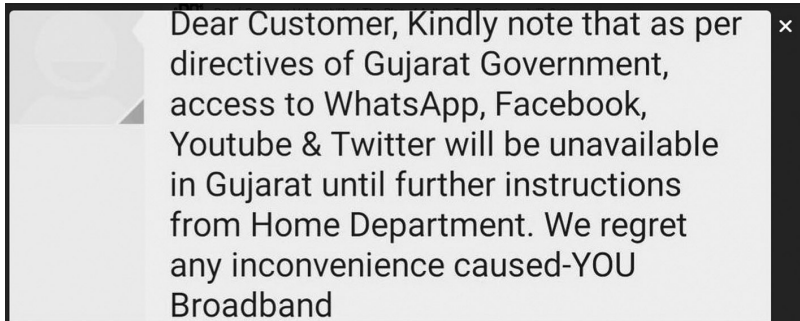 Dear Customer, Kindly note that as per
directives of Gujarat Government,
access to WhatsApp, Facebook,
Youtube & Twitter will be unavailable
in Gujarat until further instructions
from Home Department. We regret
any inconvenience caused-YOU
Broadband